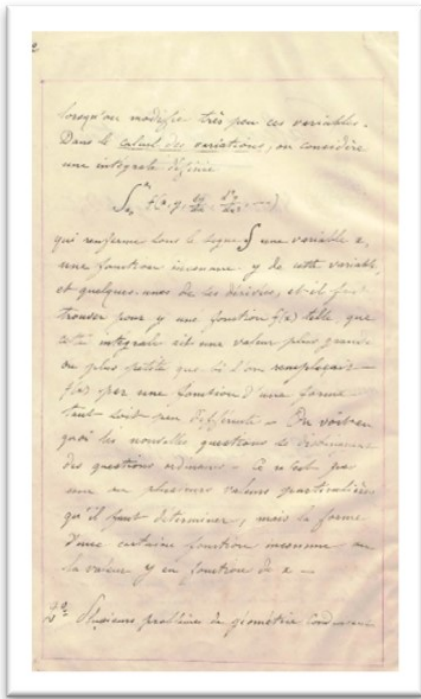 lorsqu'on modifie très peu ces variables.
Dans le calcul des variations, on considère
une intégrale définie
∫ f(x, y, dy/dx, d²y/dx², ...)
qui renferme sous le signe ∫ une variable x,
une fonction inconnue y de cette variable,
et quelques-unes de ses dérivées, et il faut
trouver pour y une fonction f(x) telle, que
cette intégrale ait une valeur plus grande
ou plus petite que si l'on remplaçait
f(x) par une fonction d'une forme
tant soit peu différente - On voit en
quoi les nouvelles questions se
des questions ordinaires - Ce n'est pas
une ou plusieurs valeurs particulières
qu'il faut déterminer, mais la forme
d'une certaine fonction inconnue ou
la valeur y en fonction de x -
2° Plusieurs problèmes de géométrie